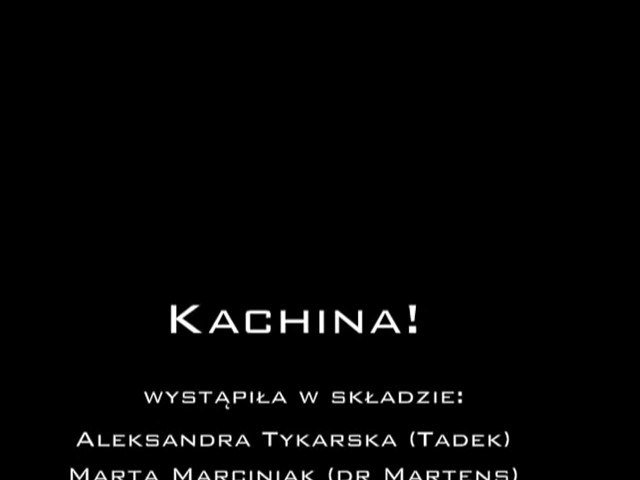 Kachina!
wystąpiła w składzie:
Aleksandra Tykarska (Tadek)
Marta Marciniak (dr Martens)